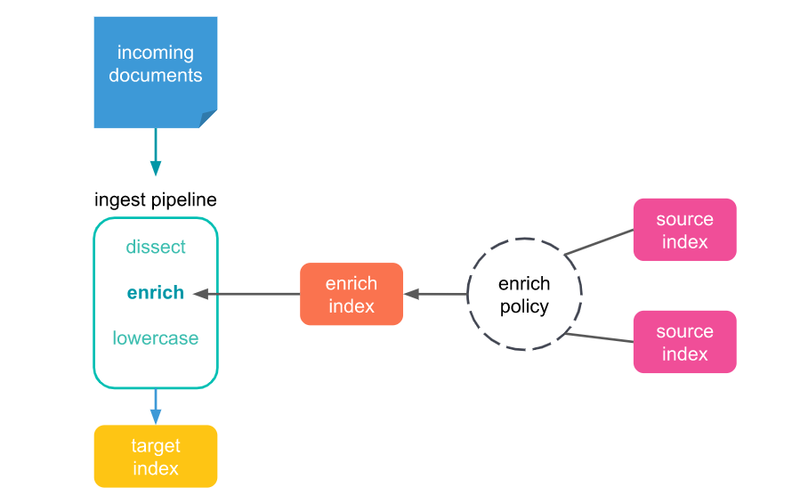 incoming
documents
ingest pipeline
dissect
enrich
lowercase
target
index
enrich
index
enrich
policy
source
index
source
index